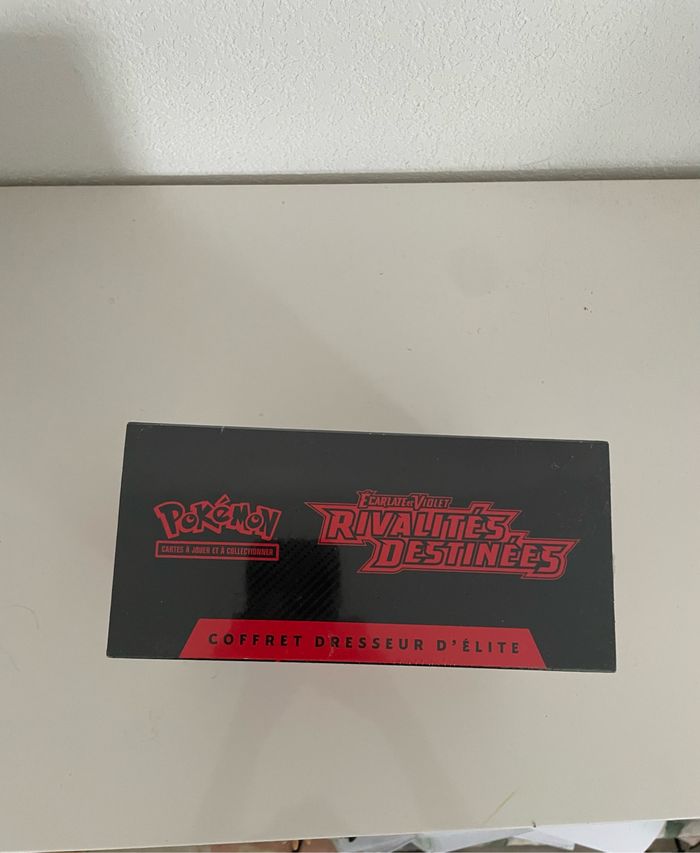 Pokémon
CARTES À JOUER ET À COLLECTIONNER
ÉCARLATE ET VIOLET
RIVALITÉS
DESTINÉES
COFFRET DRESSEUR D'ÉLITE